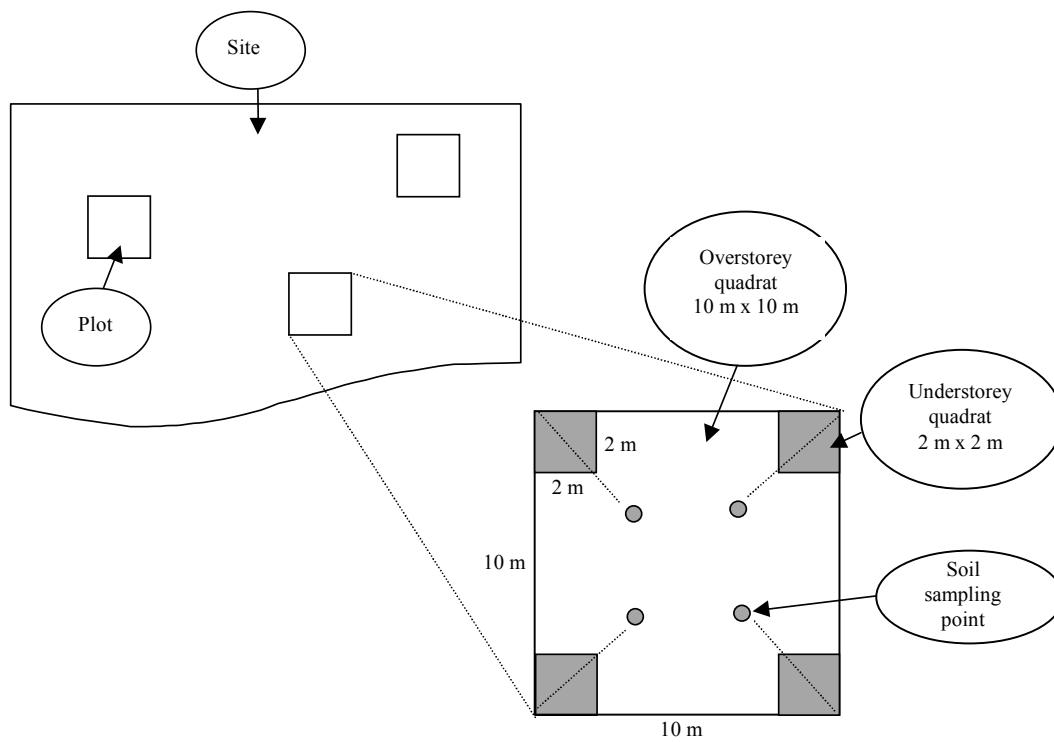 Site
Plot
Overstorey
quadrat
10 m x 10 m
Understorey
quadrat
2 m x 2 m
2 m
2 m
10 m
Soil
sampling
point
10 m